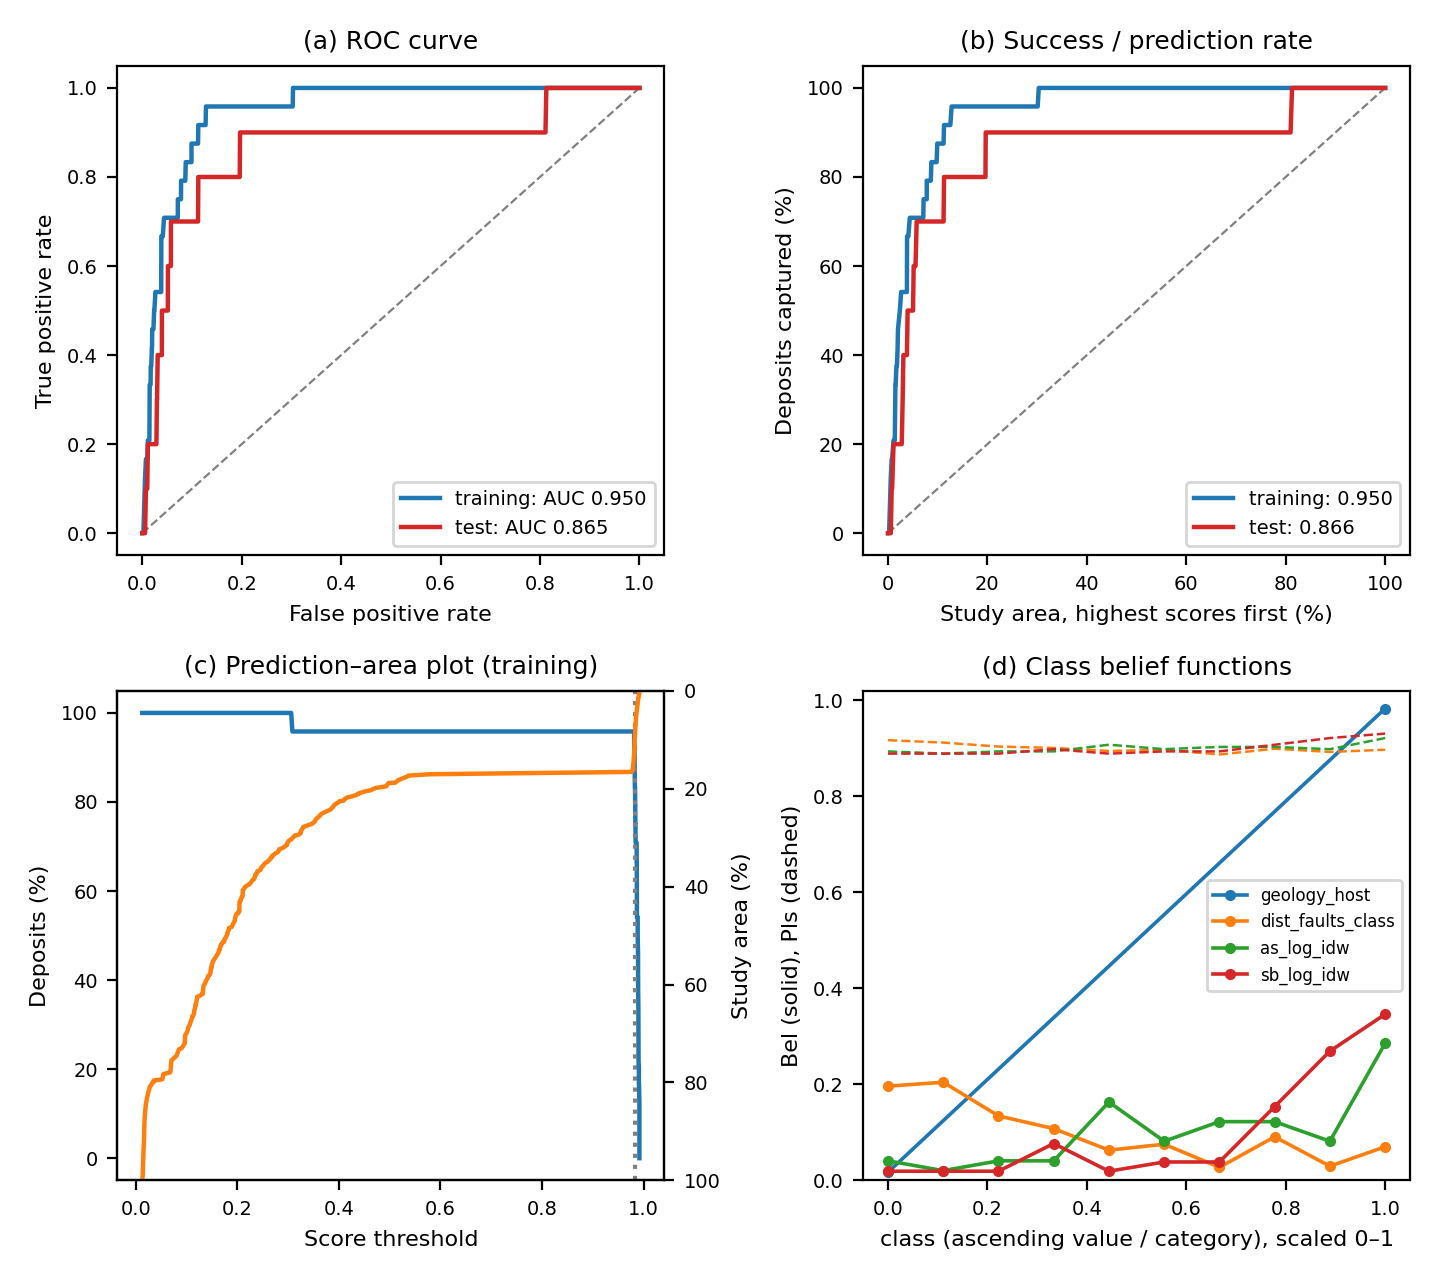 (a) ROC curve
True positive rate
1.0
0.8
0.6
0.4
0.2
0.0
training: AUC 0.950
test: AUC 0.865
0.0 0.2 0.4 0.6 0.8 1.0
False positive rate
(b) Success / prediction rate
Deposits captured (%)
100
80
60
40
20
0
training: 0.950
test: 0.866
0 20 40 60 80 100
Study area, highest scores first (%)
(c) Prediction–area plot (training)
Deposits (%)
100
80
60
40
20
0
0
20
40
60
80
100
Study area (%)
0.0 0.2 0.4 0.6 0.8 1.0
Score threshold
(d) Class belief functions
Bel (solid), Pls (dashed)
1.0
0.8
0.6
0.4
0.2
0.0
geology_host
dist_faults_class
as_log_idw
sb_log_idw
0.0 0.2 0.4 0.6 0.8 1.0
class (ascending value / category), scaled 0–1